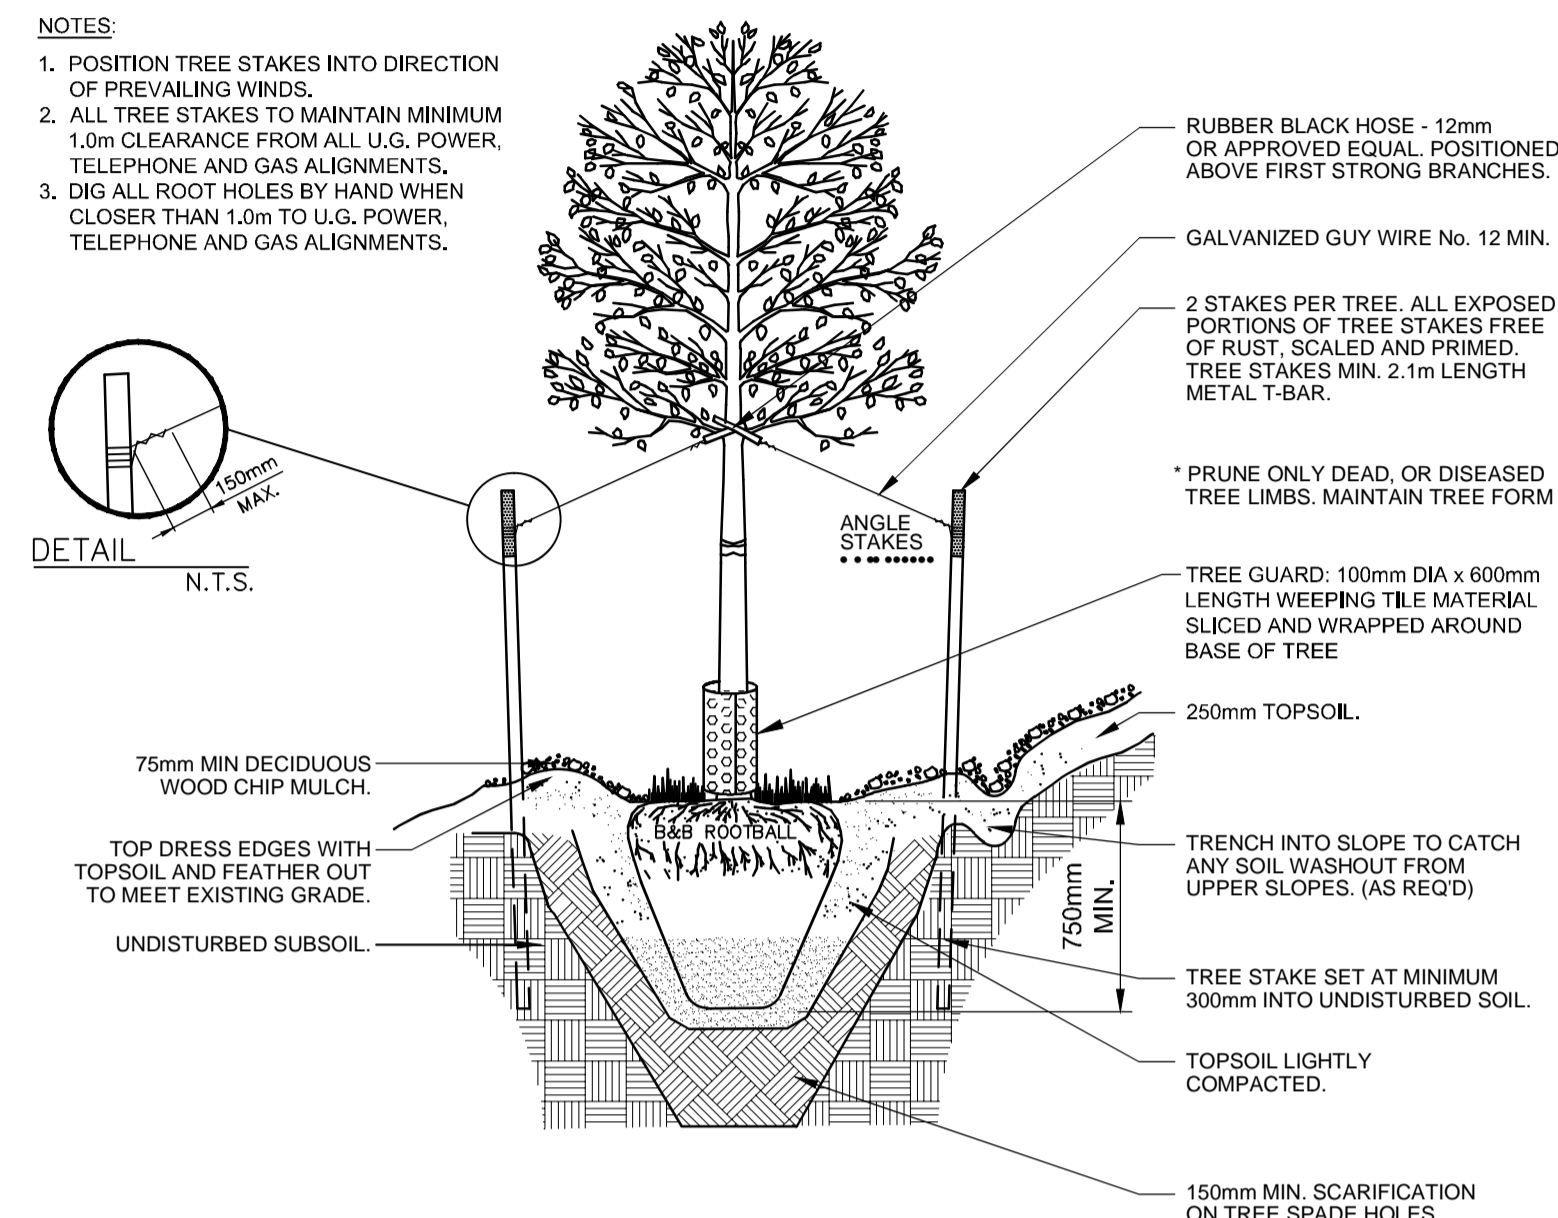 NOTES:
1. POSITION TREE STAKES INTO DIRECTION
OF PREVAILING WINDS.
2. ALL TREE STAKES TO MAINTAIN MINIMUM
1.0m CLEARANCE FROM ALL U.G. POWER,
TELEPHONE AND GAS ALIGNMENTS.
3. DIG ALL ROOT HOLES BY HAND WHEN
CLOSER THAN 1.0m TO U.G. POWER,
TELEPHONE AND GAS ALIGNMENTS.
150mm
MAX.
DETAIL
N.T.S.
RUBBER BLACK HOSE - 12mm
OR APPROVED EQUAL. POSITIONED
ABOVE FIRST STRONG BRANCHES.
GALVANIZED GUY WIRE No. 12 MIN.
2 STAKES PER TREE. ALL EXPOSED
PORTIONS OF TREE STAKES FREE
OF RUST, SCALED AND PRIMED.
TREE STAKES MIN. 2.1m LENGTH
METAL T-BAR.
* PRUNE ONLY DEAD, OR DISEASED
TREE LIMBS. MAINTAIN TREE FORM
ANGLE
STAKES
TREE GUARD: 100mm DIA x 600mm
LENGTH WEEPING TILE MATERIAL
SLICED AND WRAPPED AROUND
BASE OF TREE
250mm TOPSOIL.
75mm MIN DECIDUOUS
WOOD CHIP MULCH.
TOP DRESS EDGES WITH
TOPSOIL AND FEATHER OUT
TO MEET EXISTING GRADE.
UNDISTURBED SUBSOIL.
B&B ROOTBALL
750mm
MIN.
TRENCH INTO SLOPE TO CATCH
ANY SOIL WASHOUT FROM
UPPER SLOPES. (AS REQ'D)
TREE STAKE SET AT MINIMUM
300mm INTO UNDISTURBED SOIL.
TOPSOIL LIGHTLY
COMPACTED.
150mm MIN. SCARIFICATION
ON TREE SPADE HOLES